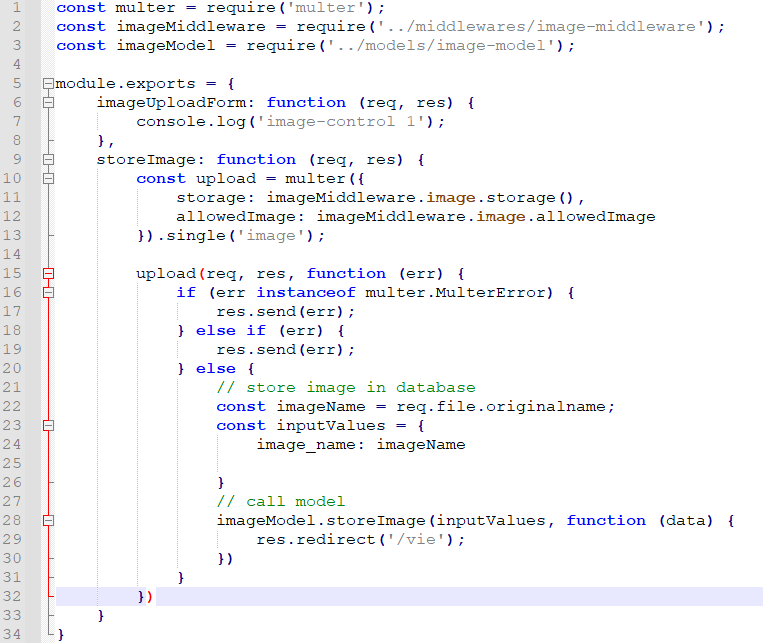 1 const multer = require('multer');
2 const imageMiddleware = require('../middlewares/image-middleware');
3 const imageModel = require('../models/image-model');
4
5 module.exports = {
6     imageUploadForm: function (req, res) {
7         console.log('image-control 1');
8     },
9     storeImage: function (req, res) {
10         const upload = multer({
11             storage: imageMiddleware.image.storage(),
12             allowedImage: imageMiddleware.image.allowedImage
13         }).single('image');
14
15         upload(req, res, function (err) {
16             if (err instanceof multer.MulterError) {
17                 res.send(err);
18             } else if (err) {
19                 res.send(err);
20             } else {
21                 // store image in database
22                 const imageName = req.file.originalname;
23                 const inputValues = {
24                     image_name: imageName
25
26                 }
27                 // call model
28                 imageModel.storeImage(inputValues, function (data) {
29                     res.redirect('/vie');
30                 })
31             }
32         })
33     }
34 }